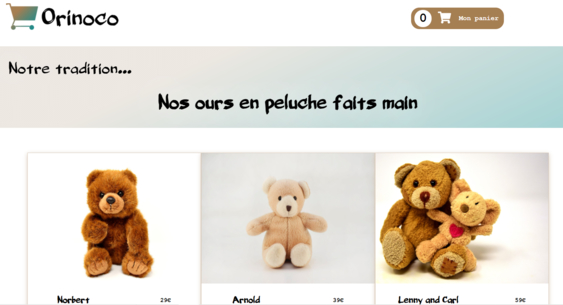 Orinoco
0 Mon panier
Notre tradition...
Nos ours en peluche faits main
Norbert 29€
Arnold 39€
Lenny and Carl 59€